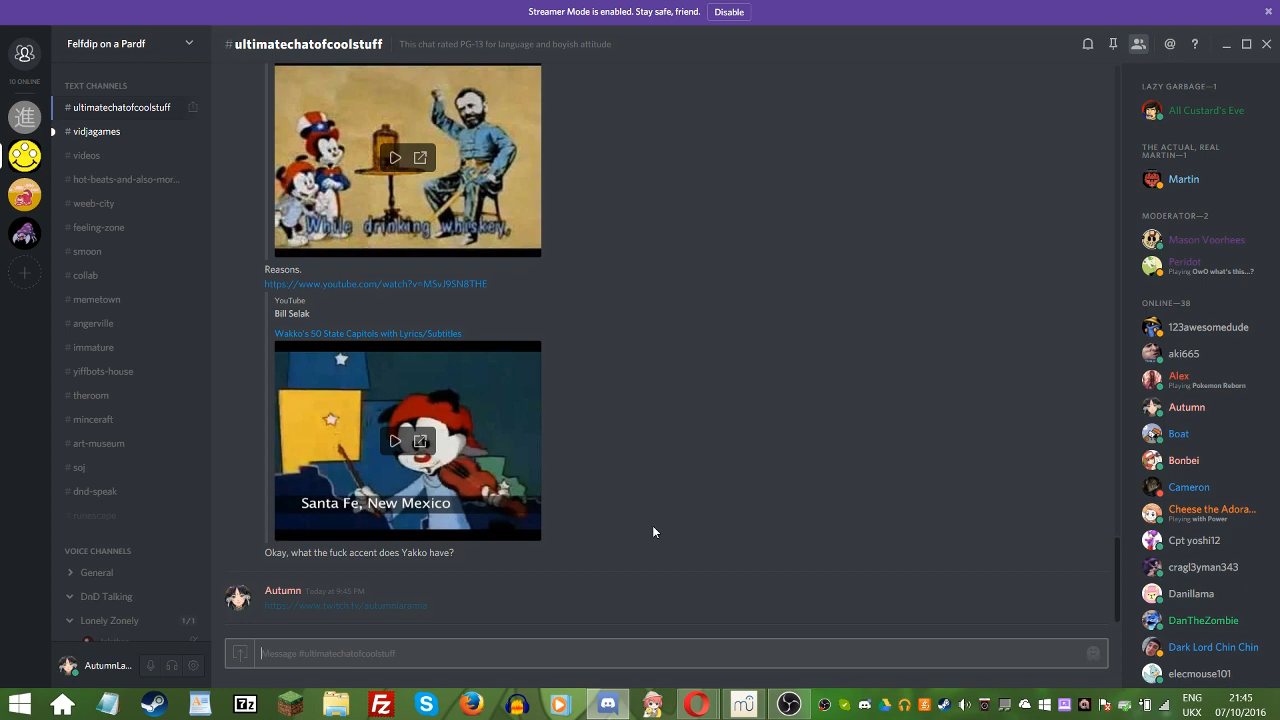 Streamer Mode is enabled. Stay safe, friend.
Disable
Felfdip on a Pardf
#ultimatechatofcoolstuff
This chat rated PG-13 for language and boyish attitude
10 ONLINE
進
TEXT CHANNELS
# ultimatechatofcoolstuff
# vidjagames
# videos
# hot-beats-and-also-mor...
# weeb-city
# feeling-zone
# smoon
# collab
# memetown
# angerville
# immature
# yiffbots-house
# theroom
# minceraft
# art-museum
# soj
# dnd-speak
# runescape
VOICE CHANNELS
General
DnD Talking
Lonely Zonely
1/1
AutumnLa...
While drinking whiskey,
Reasons.
https://www.youtube.com/watch?v=MSvJ9SN8THE
YouTube
Bill Selak
Wakko's 50 State Capitols with Lyrics/Subtitles
Santa Fe, New Mexico
Okay, what the fuck accent does Yakko have?
Autumn Today at 9:45 PM
Message #ultimatechatofcoolstuff
LAZY GARBAGE—1
All Custard's Eve
THE ACTUAL, REAL
MARTIN—1
Martin
MODERATOR—2
Mason Voorhees
Peridot
Playing OwO what's this...?
ONLINE—38
123awesomedude
aki665
Alex
Playing Pokemon Reborn
Autumn
Boat
Bonbei
Cameron
Cheese the Adora...
Playing with Power
Cpt yoshi12
cragl3yman343
Danillama
DanTheZombie
Dark Lord Chin Chin
elecmouse101
ENG
UKX
21:45
07/10/2016